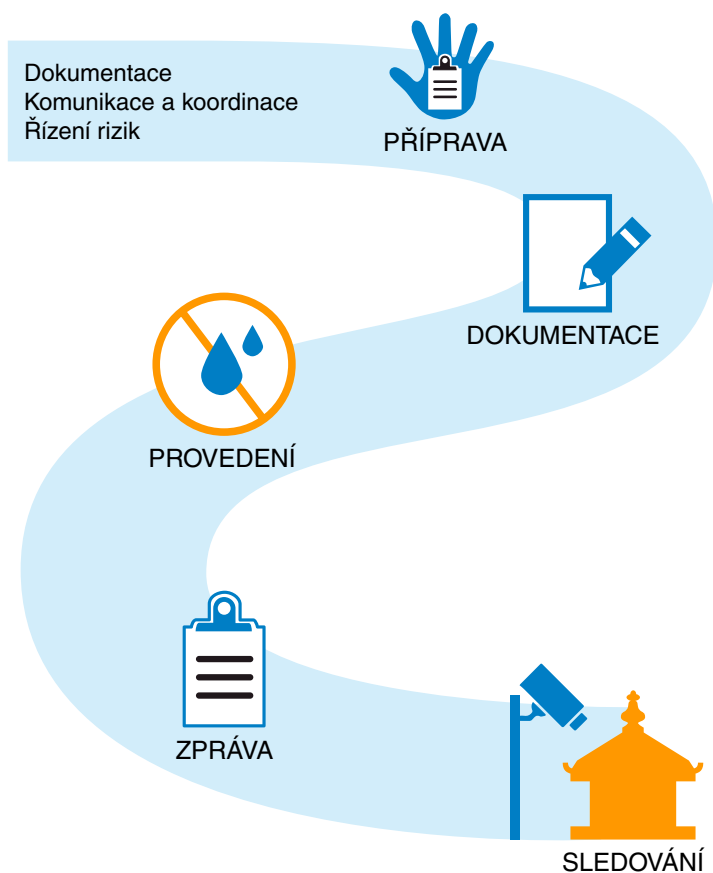 Dokumentace
Komunikace a koordinace
Řízení rizik
PŘÍPRAVA
DOKUMENTACE
PROVEDENÍ
ZPRÁVA
SLEDOVÁNÍ